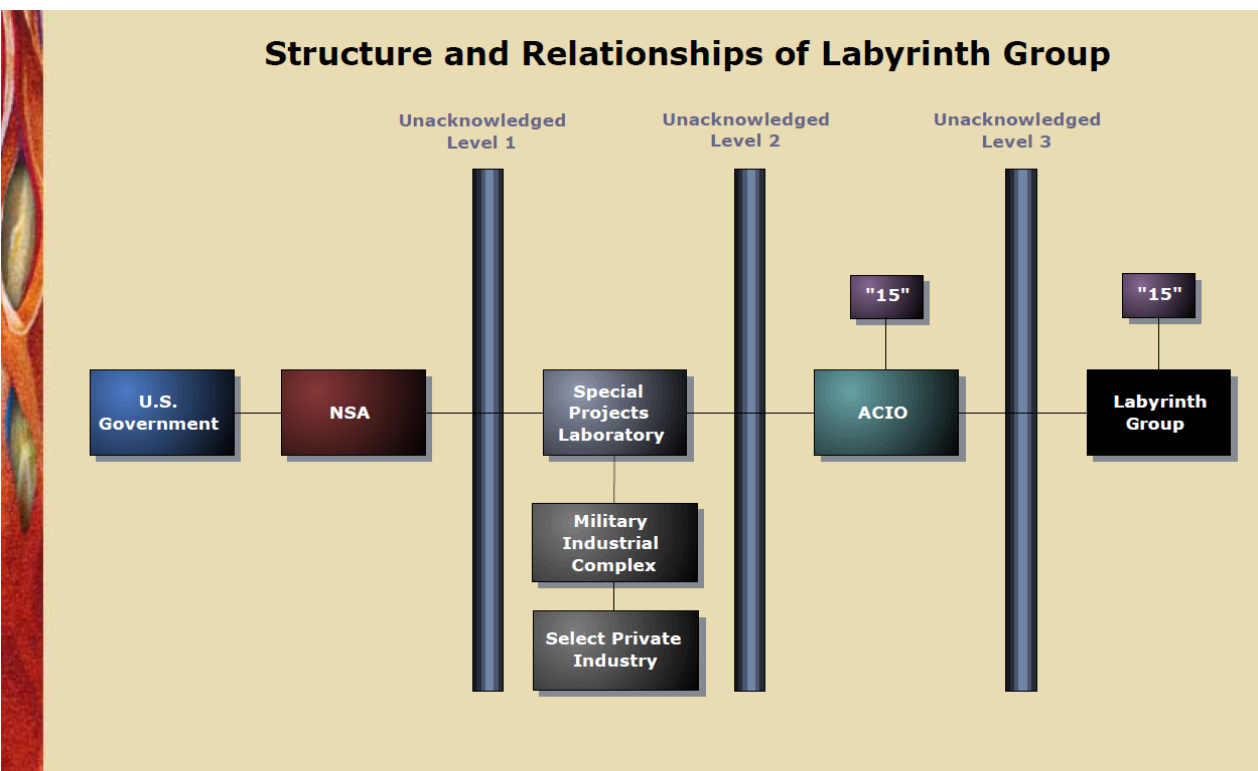 Structure and Relationships of Labyrinth Group
Unacknowledged
Level 1
Unacknowledged
Level 2
Unacknowledged
Level 3
"15"
"15"
U.S.
Government
NSA
Special
Projects
Laboratory
ACIO
Labyrinth
Group
Military
Industrial
Complex
Select Private
Industry